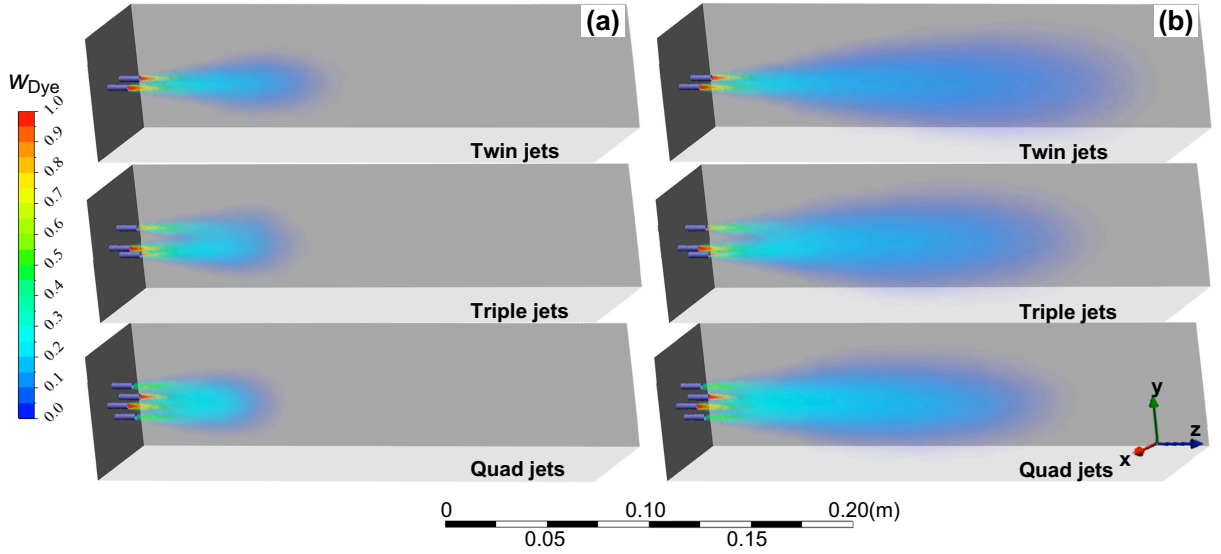 (a)
(b)
wDye
1.0
0.9
0.8
0.7
0.6
0.5
0.4
0.3
0.2
0.1
0.0
Twin jets
Twin jets
Triple jets
Triple jets
Quad jets
Quad jets
y
z
x
0 0.10 0.20(m)
0.05 0.15